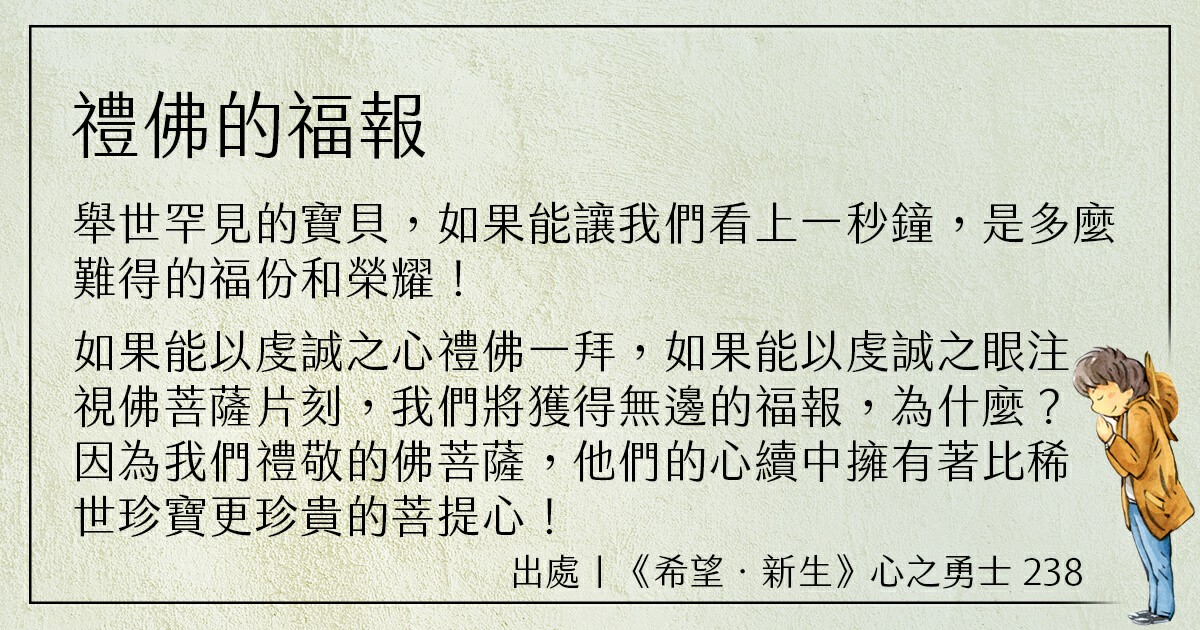 禮佛的福報
舉世罕見的寶貝，如果能讓我們看上一秒鐘，是多麼
難得的福份和榮耀！
如果能以虔誠之心禮佛一拜，如果能以虔誠之眼注
視佛菩薩片刻，我們將獲得無邊的福報，為什麼？
因為我們禮敬的佛菩薩，他們的心續中擁有著比稀
世珍寶更珍貴的菩提心！
出處丨《希望．新生》心之勇士 238